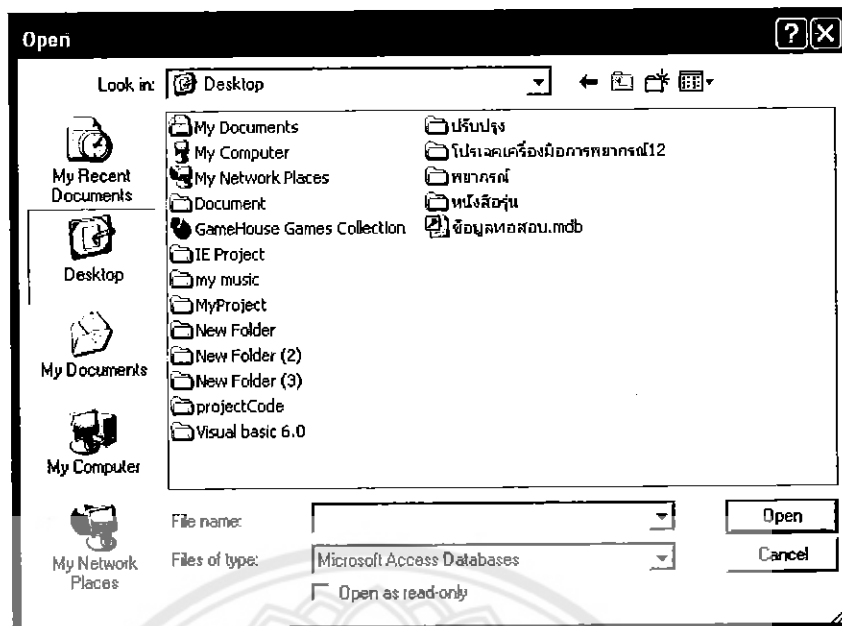 Open
Look in: Desktop
My Recent
Documents
Desktop
My Documents
My Computer
My Network
Places
My Documents
My Computer
My Network Places
Document
GameHouse Games Collection
IE Project
my music
MyProject
New Folder
New Folder (2)
New Folder (3)
projectCode
Visual basic 6.0
ปรับปรุง
โปรเจคเครื่องมือการพยากรณ์12
พยากรณ์
หนังสือรุ่น
ข้อมูลทอสอบ.mdb
File name:
Open
Files of type: Microsoft Access Databases
Cancel
Open as read-only